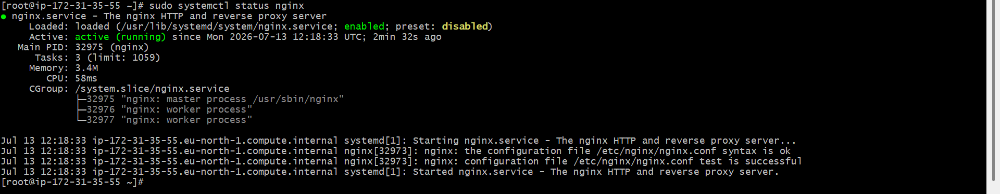 [root@ip-172-31-35-55 ~]# sudo systemctl status nginx
● nginx.service - The nginx HTTP and reverse proxy server
     Loaded: loaded (/usr/lib/systemd/system/nginx.service; enabled; preset: disabled)
     Active: active (running) since Mon 2026-07-13 12:18:33 UTC; 2min 32s ago
   Main PID: 32975 (nginx)
      Tasks: 3 (limit: 1059)
     Memory: 3.4M
        CPU: 58ms
     CGroup: /system.slice/nginx.service
             ├─32975 "nginx: master process /usr/sbin/nginx"
             ├─32976 "nginx: worker process"
             └─32977 "nginx: worker process"

Jul 13 12:18:33 ip-172-31-35-55.eu-north-1.compute.internal systemd[1]: Starting nginx.service - The nginx HTTP and reverse proxy server...
Jul 13 12:18:33 ip-172-31-35-55.eu-north-1.compute.internal nginx[32973]: nginx: the configuration file /etc/nginx/nginx.conf syntax is ok
Jul 13 12:18:33 ip-172-31-35-55.eu-north-1.compute.internal nginx[32973]: nginx: configuration file /etc/nginx/nginx.conf test is successful
Jul 13 12:18:33 ip-172-31-35-55.eu-north-1.compute.internal systemd[1]: Started nginx.service - The nginx HTTP and reverse proxy server.
[root@ip-172-31-35-55 ~]#